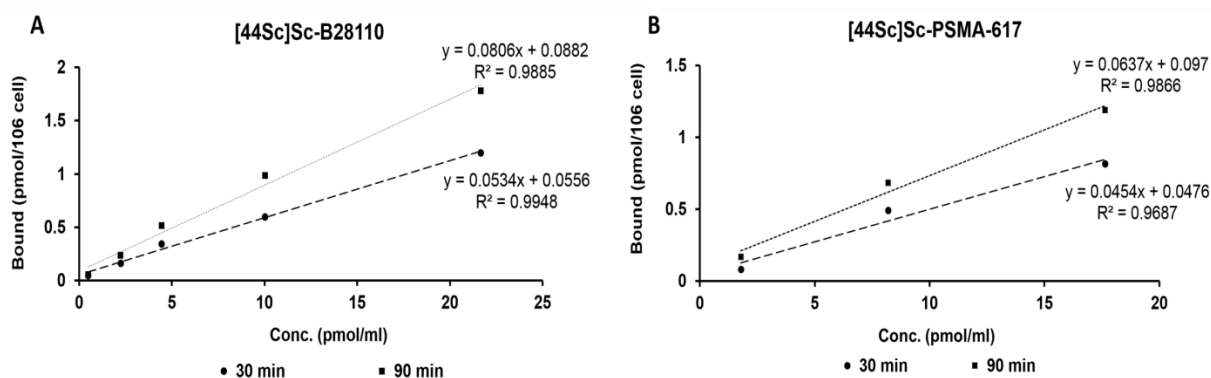 A
[44Sc]Sc-B28110
y = 0.0806x + 0.0882
R² = 0.9885
y = 0.0534x + 0.0556
R² = 0.9948
Bound (pmol/106 cell)
2
1.5
1
0.5
0
0
5
10
15
20
25
Conc. (pmol/ml)
30 min
90 min
B
[44Sc]Sc-PSMA-617
y = 0.0637x + 0.097
R² = 0.9866
y = 0.0454x + 0.0476
R² = 0.9687
Bound (pmol/106 cell)
1.5
1
0.5
0
0
5
10
15
20
Conc. (pmol/ml)
30 min
90 min